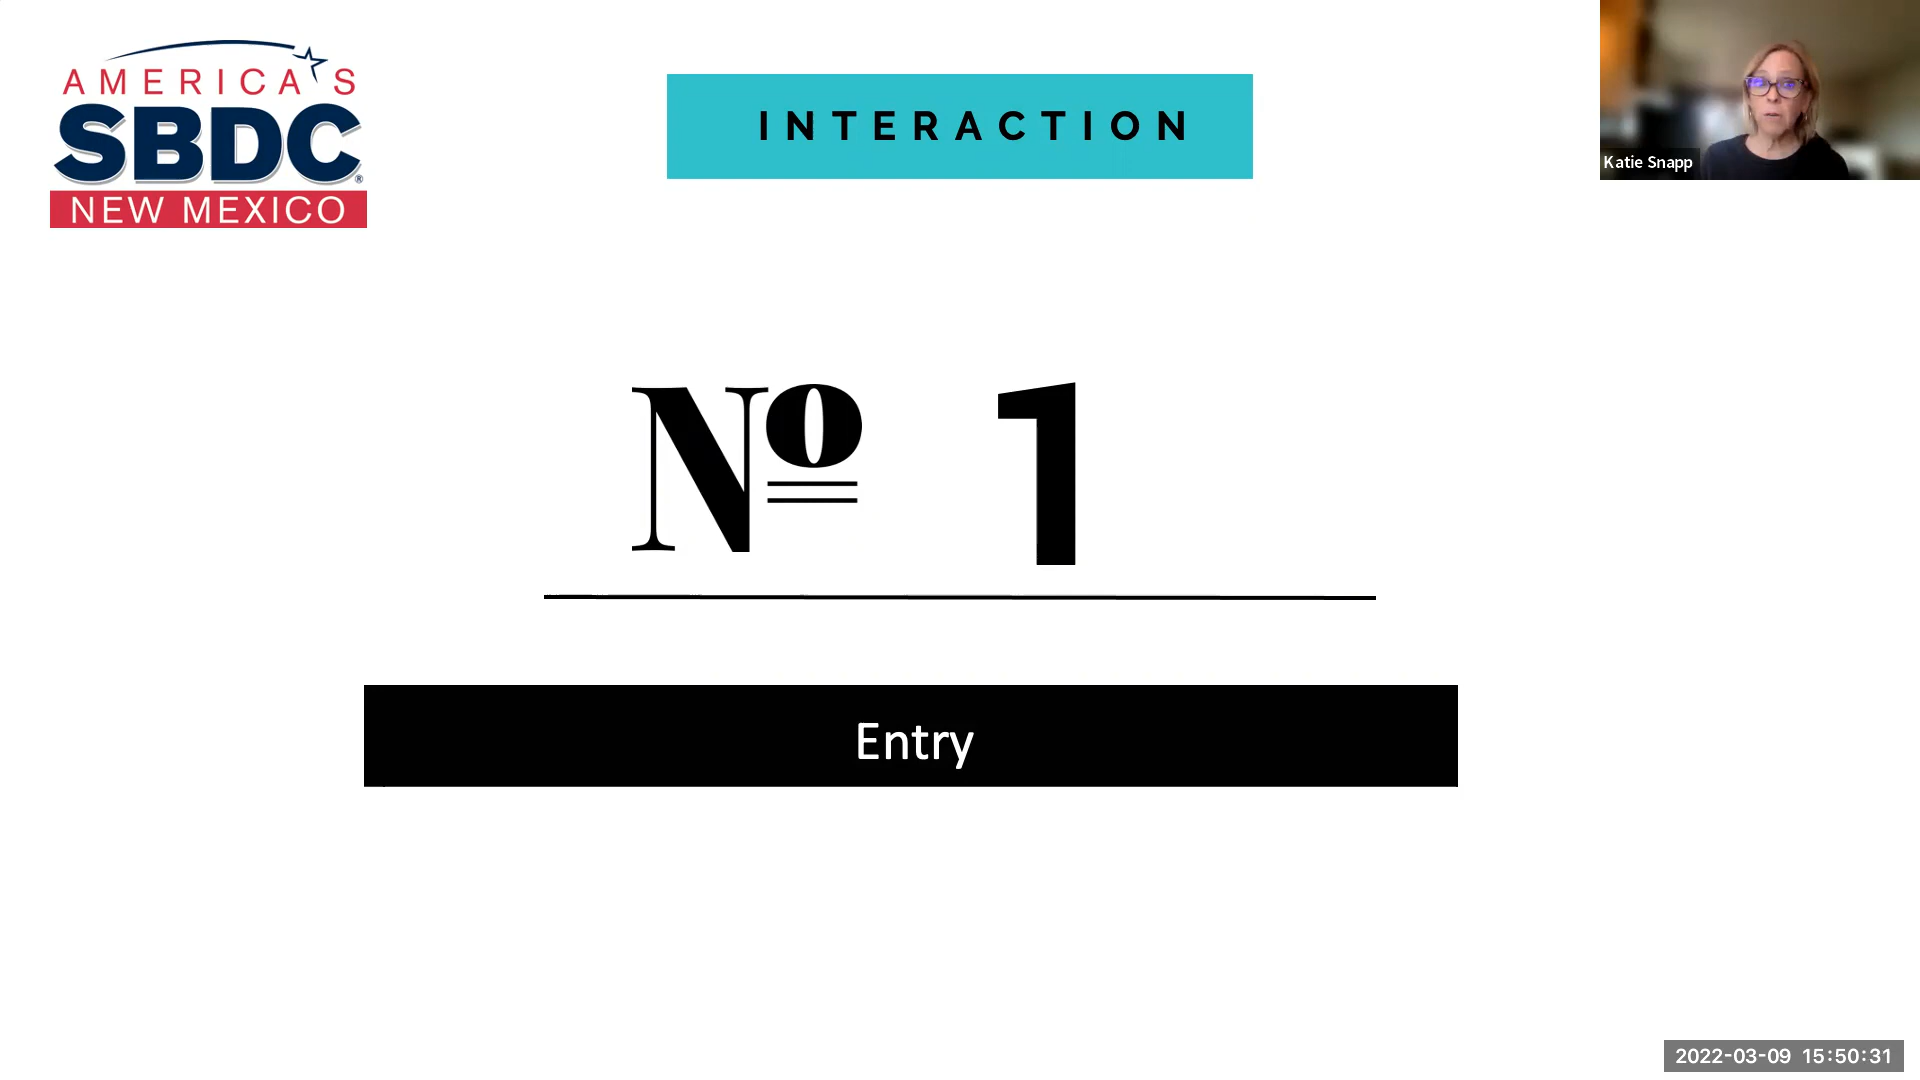 AMERICA'S
SBDC®
NEW MEXICO
INTERACTION
Katie Snapp
Nº 1
Entry
2022-03-09 15:50:31